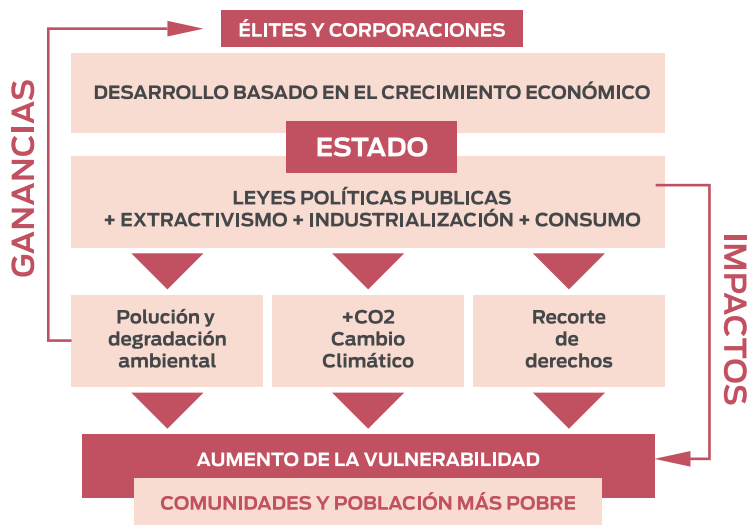 ÉLITES Y CORPORACIONES
DESARROLLO BASADO EN EL CRECIMIENTO ECONÓMICO
ESTADO
LEYES POLÍTICAS PUBLICAS
+ EXTRACTIVISMO + INDUSTRIALIZACIÓN + CONSUMO
GANANCIAS
IMPACTOS
Polución y
degradación
ambiental
+CO2
Cambio
Climático
Recorte
de
derechos
AUMENTO DE LA VULNERABILIDAD
COMUNIDADES Y POBLACIÓN MÁS POBRE